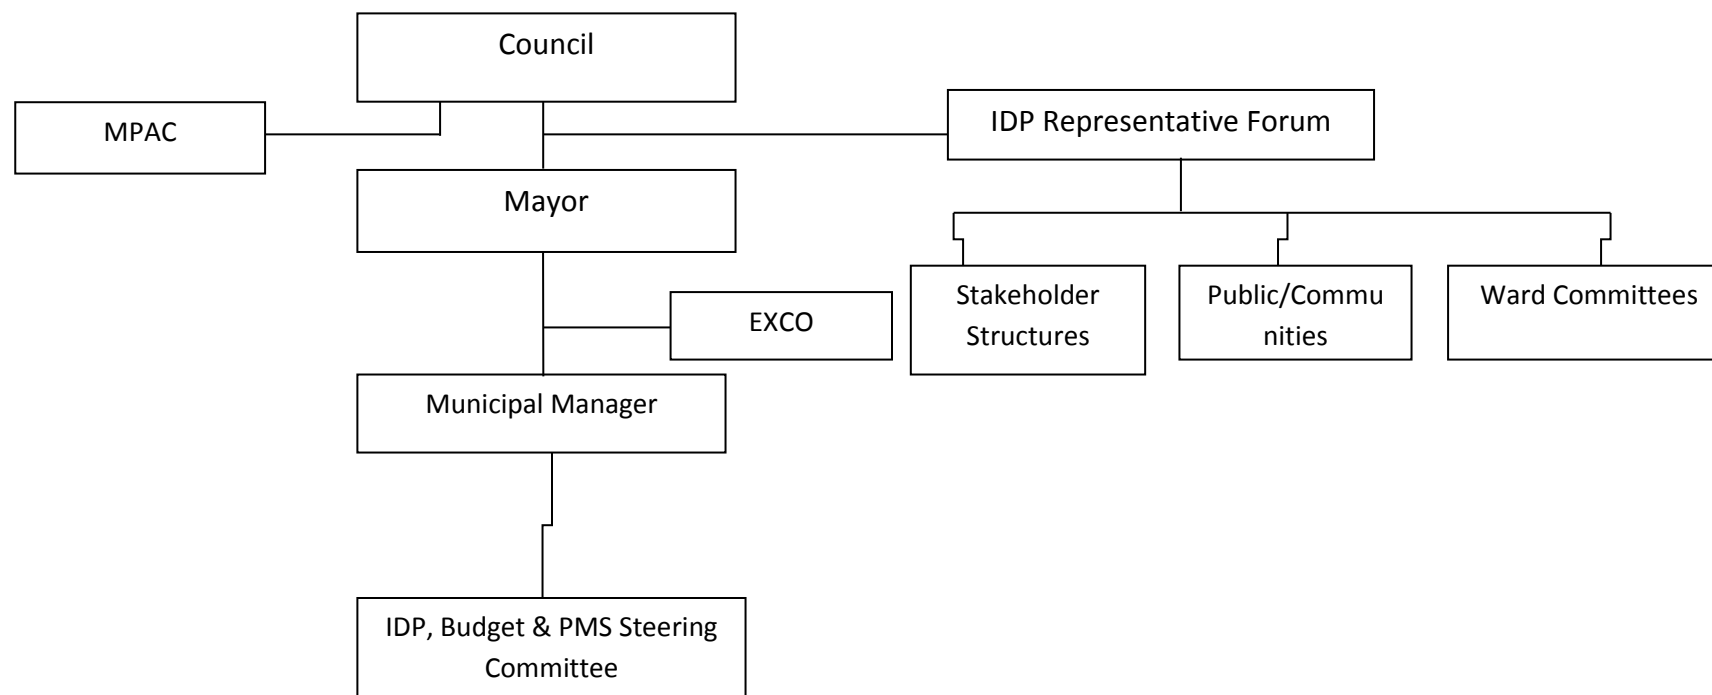 Council
MPAC
IDP Representative Forum
Mayor
Stakeholder
Structures
Public/Commu
nities
Ward Committees
EXCO
Municipal Manager
IDP, Budget & PMS Steering
Committee